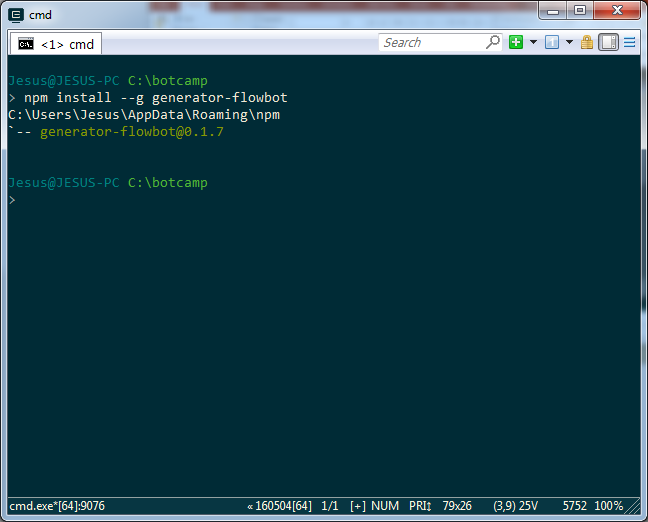 cmd
<1> cmd
Search
Jesus@JESUS-PC C:\botcamp
> npm install --g generator-flowbot
C:\Users\Jesus\AppData\Roaming\npm
`-- generator-flowbot@0.1.7
Jesus@JESUS-PC C:\botcamp
>
cmd.exe*[64]:9076 « 160504[64] 1/1 [+] NUM PRI↕ 79x26 (3,9) 25V 5752 100%